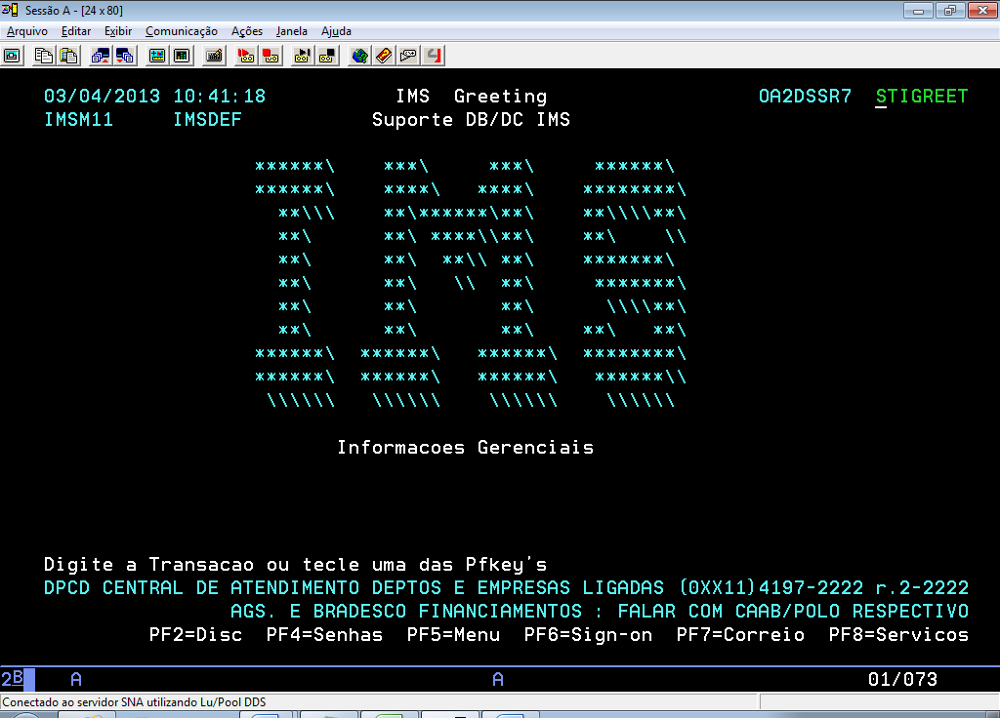 Sessão A - [24 x 80]
Arquivo Editar Exibir Comunicação Ações Janela Ajuda
03/04/2013 10:41:18 IMS Greeting OA2DSSR7 STIGREET
IMSM11 IMSDEF Suporte DB/DC IMS
******\    ***\     ***\     ******\
******\    ****\   ****\    ********\
  **\\\    **\******\**\    **\\\\**\
  **\      **\ ****\\**\    **\    \\
  **\      **\  **\\ **\    *******\
  **\      **\   \\  **\     *******\
  **\      **\       **\      \\\\**\
  **\      **\       **\    **\   **\
******\  ******\   ******\  ********\
******\  ******\   ******\   ******\\
 \\\\\\   \\\\\\    \\\\\\    \\\\\\
Informacoes Gerenciais
Digite a Transacao ou tecle uma das Pfkey's
DPCD CENTRAL DE ATENDIMENTO DEPTOS E EMPRESAS LIGADAS (0XX11)4197-2222 r.2-2222
AGS. E BRADESCO FINANCIAMENTOS : FALAR COM CAAB/POLO RESPECTIVO
PF2=Disc PF4=Senhas PF5=Menu PF6=Sign-on PF7=Correio PF8=Servicos
2B A A 01/073
Conectado ao servidor SNA utilizando Lu/Pool DDS